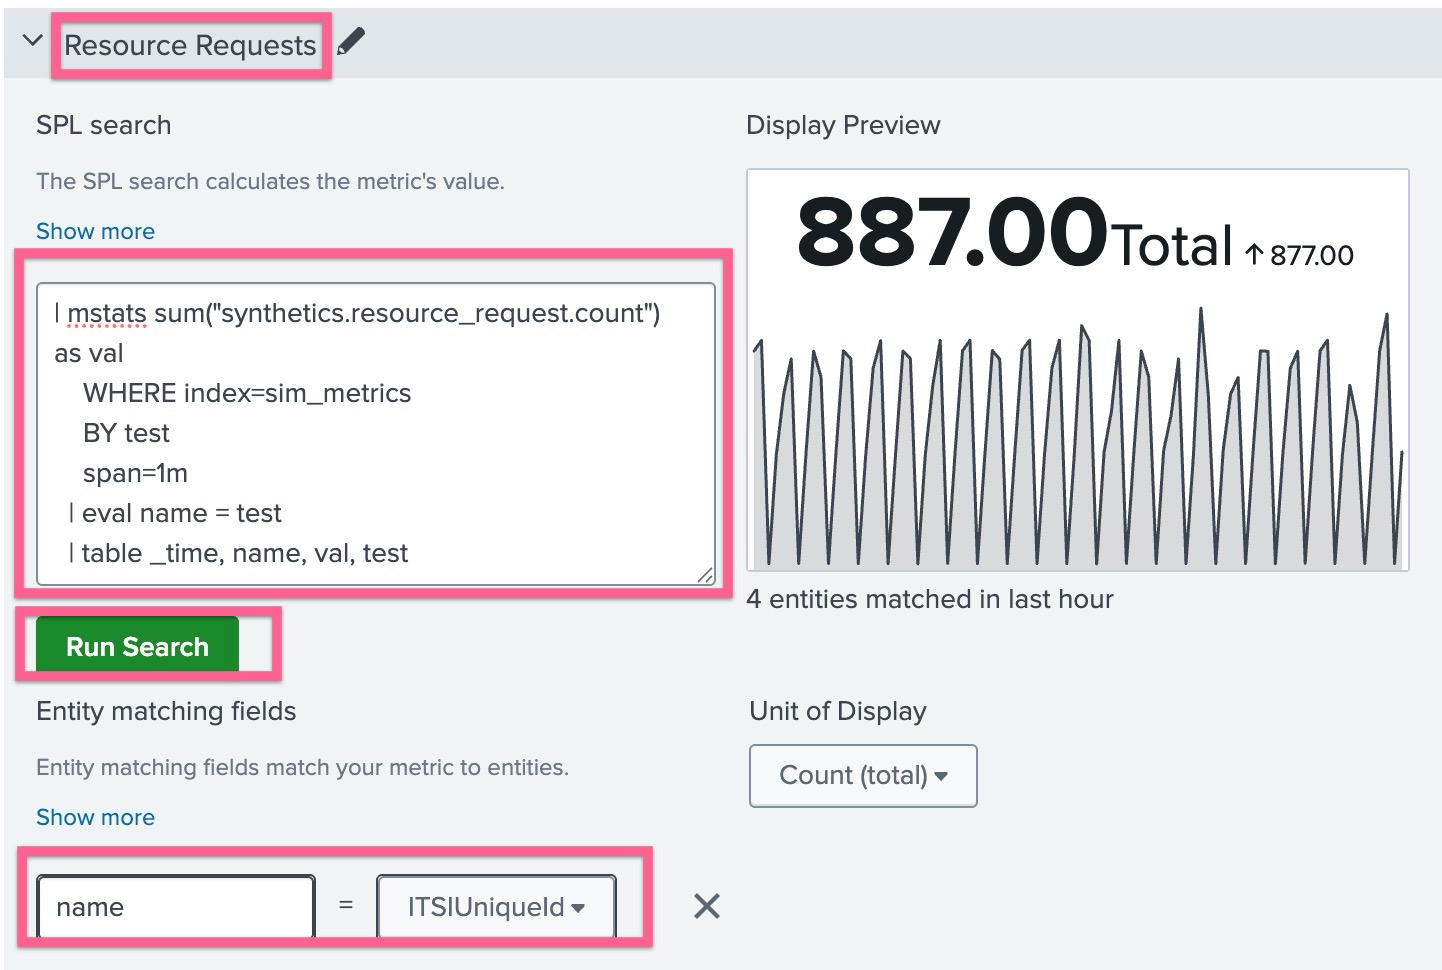 Resource Requests
SPL search
The SPL search calculates the metric's value.
Show more
| mstats sum("synthetics.resource_request.count")
as val
WHERE index=sim_metrics
BY test
span=1m
| eval name = test
| table _time, name, val, test
Run Search
Entity matching fields
Entity matching fields match your metric to entities.
Show more
name = ITSIUniqueId
Display Preview
887.00 Total ↑ 877.00
4 entities matched in last hour
Unit of Display
Count (total)